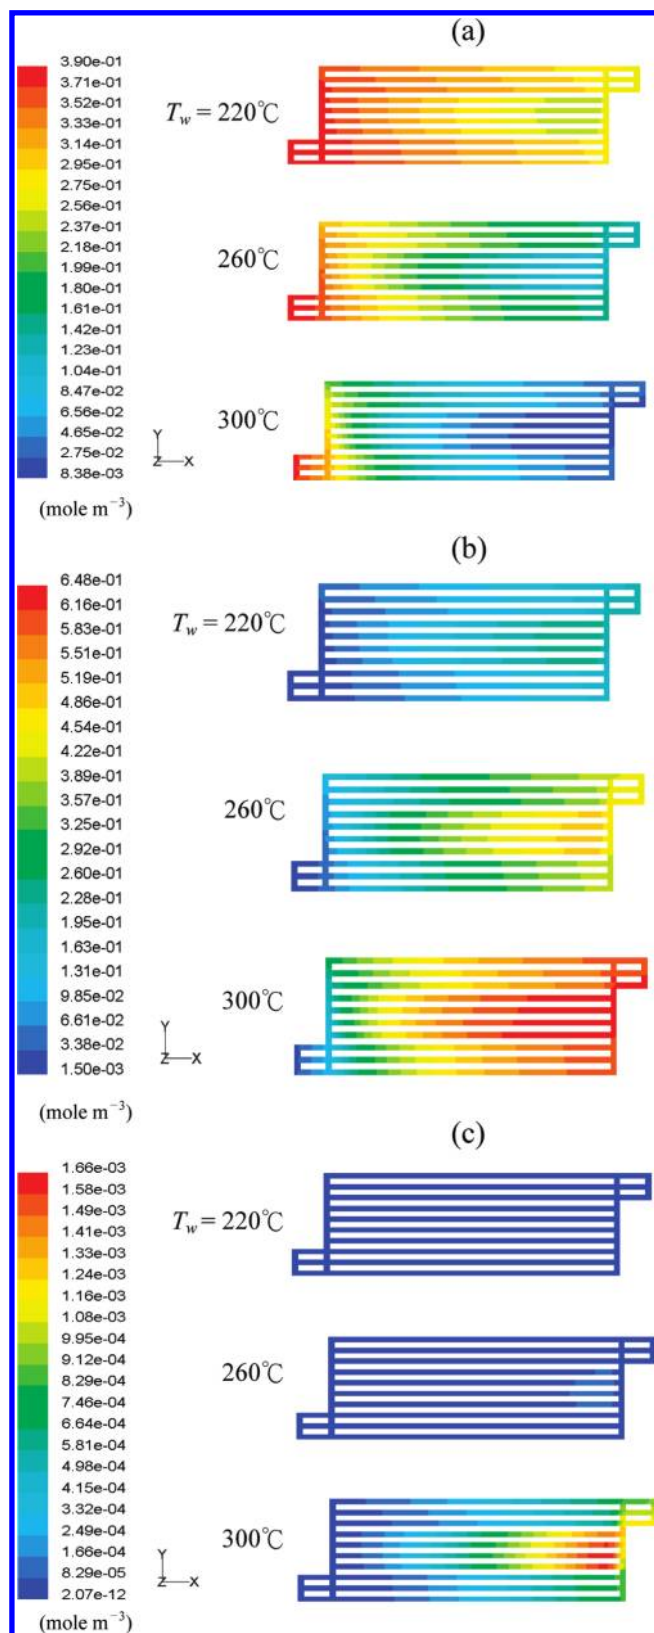 (a)
3.90e-01
3.71e-01
3.52e-01
3.33e-01
3.14e-01
2.95e-01
2.75e-01
2.56e-01
2.37e-01
2.18e-01
1.99e-01
1.80e-01
1.61e-01
1.42e-01
1.23e-01
1.04e-01
8.47e-02
6.56e-02
4.65e-02
2.75e-02
8.38e-03
(mole m⁻³)
T_w = 220℃
260℃
300℃
Y
Z X
(b)
6.48e-01
6.16e-01
5.83e-01
5.51e-01
5.19e-01
4.86e-01
4.54e-01
4.22e-01
3.89e-01
3.57e-01
3.25e-01
2.92e-01
2.60e-01
2.28e-01
1.95e-01
1.63e-01
1.31e-01
9.85e-02
6.61e-02
3.38e-02
1.50e-03
(mole m⁻³)
T_w = 220℃
260℃
300℃
Y
Z X
(c)
1.66e-03
1.58e-03
1.49e-03
1.41e-03
1.33e-03
1.24e-03
1.16e-03
1.08e-03
9.95e-04
9.12e-04
8.29e-04
7.46e-04
6.64e-04
5.81e-04
4.98e-04
4.15e-04
3.32e-04
2.49e-04
1.66e-04
8.29e-05
2.07e-12
(mole m⁻³)
T_w = 220℃
260℃
300℃
Y
Z X